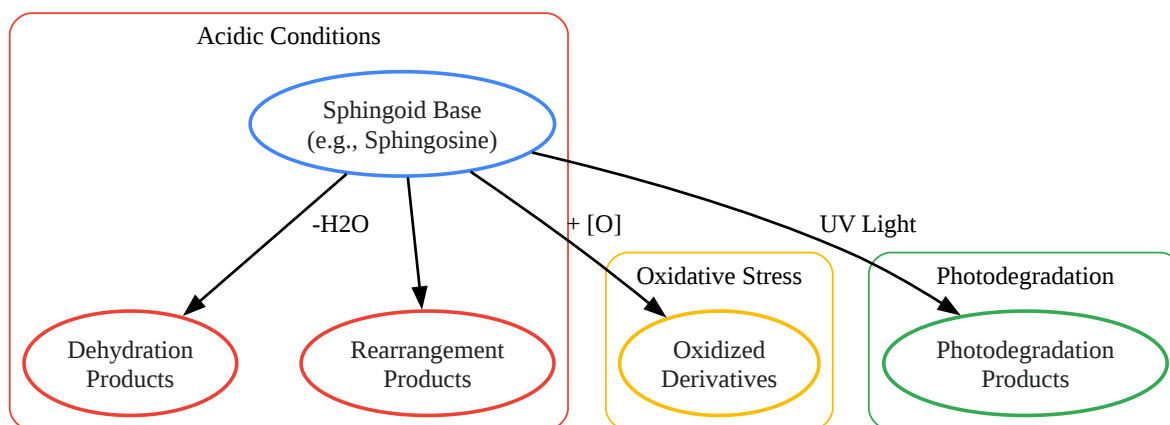 Acidic Conditions
Sphingoid Base
(e.g., Sphingosine)
-H2O
+ [O]
UV Light
Oxidative Stress
Photodegradation
Dehydration
Products
Rearrangement
Products
Oxidized
Derivatives
Photodegradation
Products